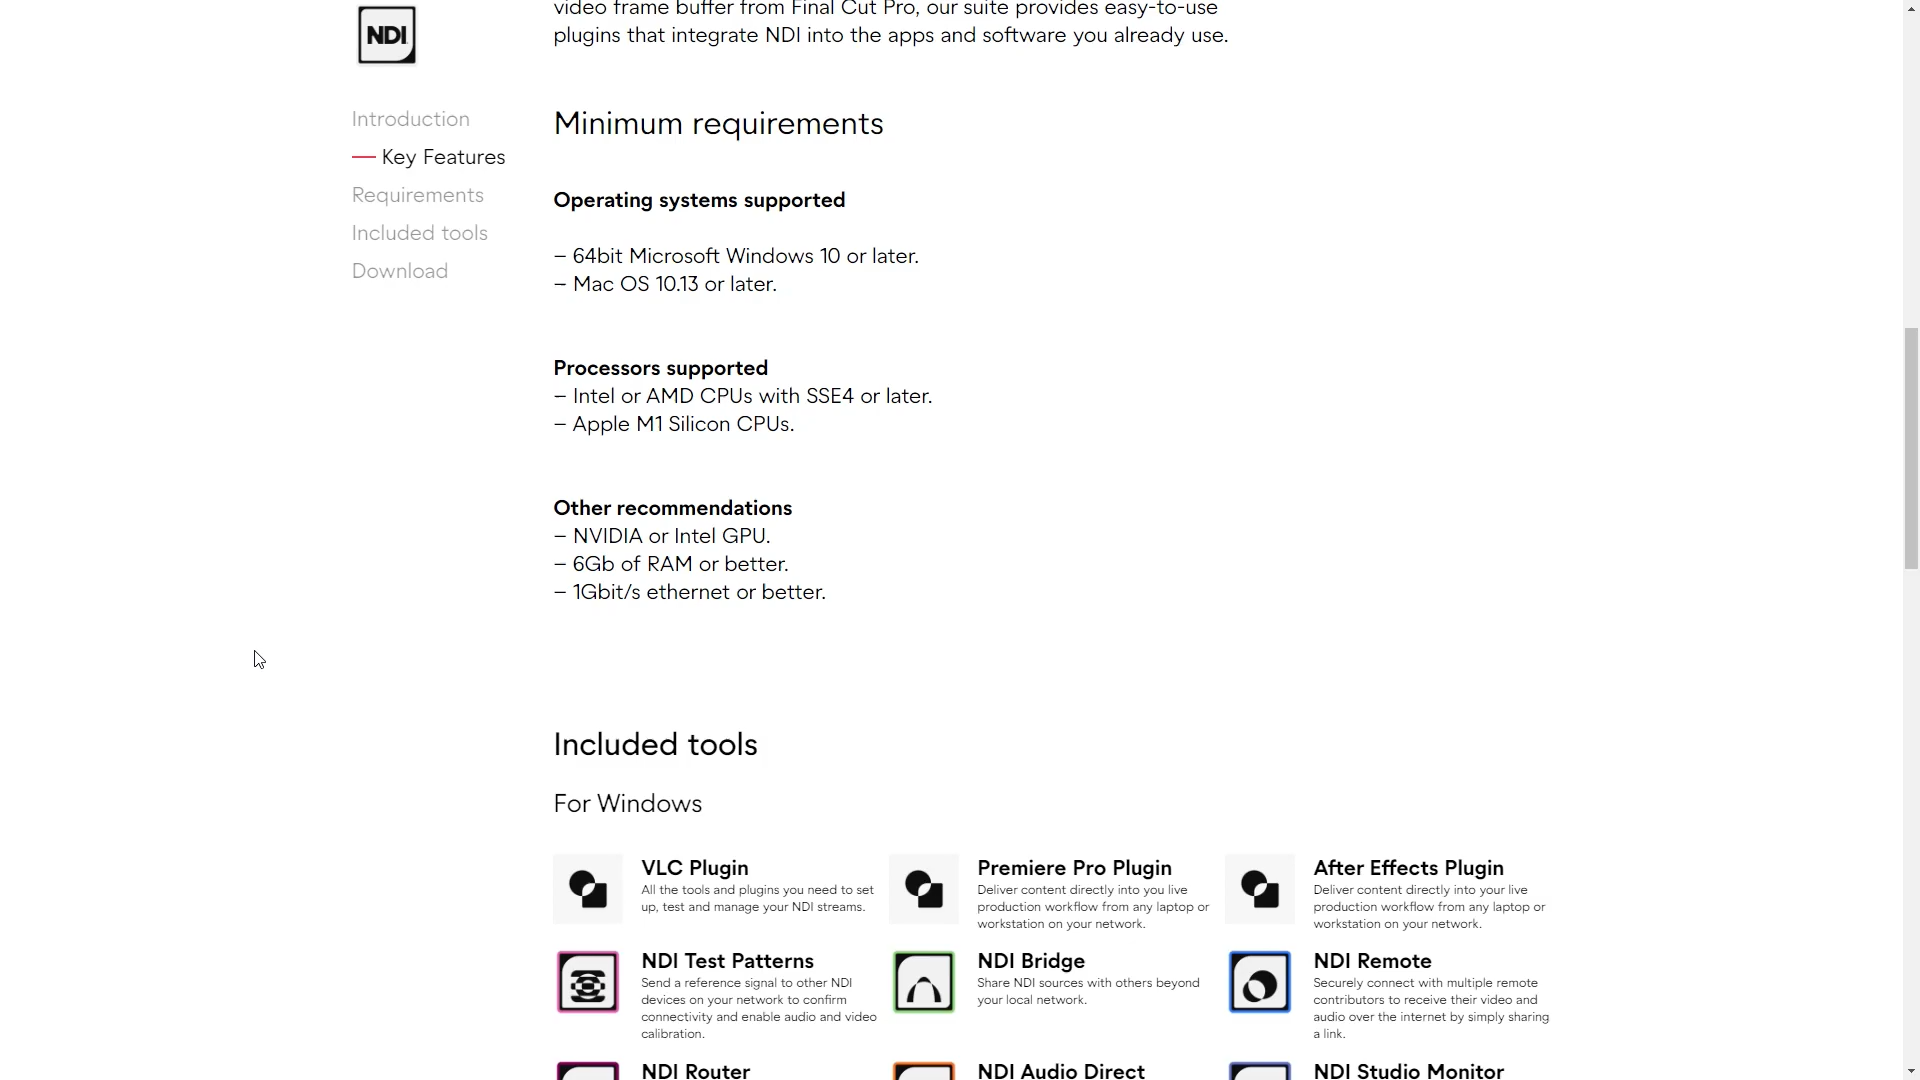 video frame buffer from Final Cut Pro, our suite provides easy-to-use
plugins that integrate NDI into the apps and software you already use.
NDI
Introduction
Key Features
Requirements
Included tools
Download
Minimum requirements
Operating systems supported
– 64bit Microsoft Windows 10 or later.
– Mac OS 10.13 or later.
Processors supported
– Intel or AMD CPUs with SSE4 or later.
– Apple M1 Silicon CPUs.
Other recommendations
– NVIDIA or Intel GPU.
– 6Gb of RAM or better.
– 1Gbit/s ethernet or better.
Included tools
For Windows
VLC Plugin
All the tools and plugins you need to set
up, test and manage your NDI streams.
Premiere Pro Plugin
Deliver content directly into you live
production workflow from any laptop or
workstation on your network.
After Effects Plugin
Deliver content directly into your live
production workflow from any laptop or
workstation on your network.
NDI Test Patterns
Send a reference signal to other NDI
devices on your network to confirm
connectivity and enable audio and video
calibration.
NDI Bridge
Share NDI sources with others beyond
your local network.
NDI Remote
Securely connect with multiple remote
contributors to receive their video and
audio over the internet by simply sharing
a link.
NDI Router
NDI Audio Direct
NDI Studio Monitor